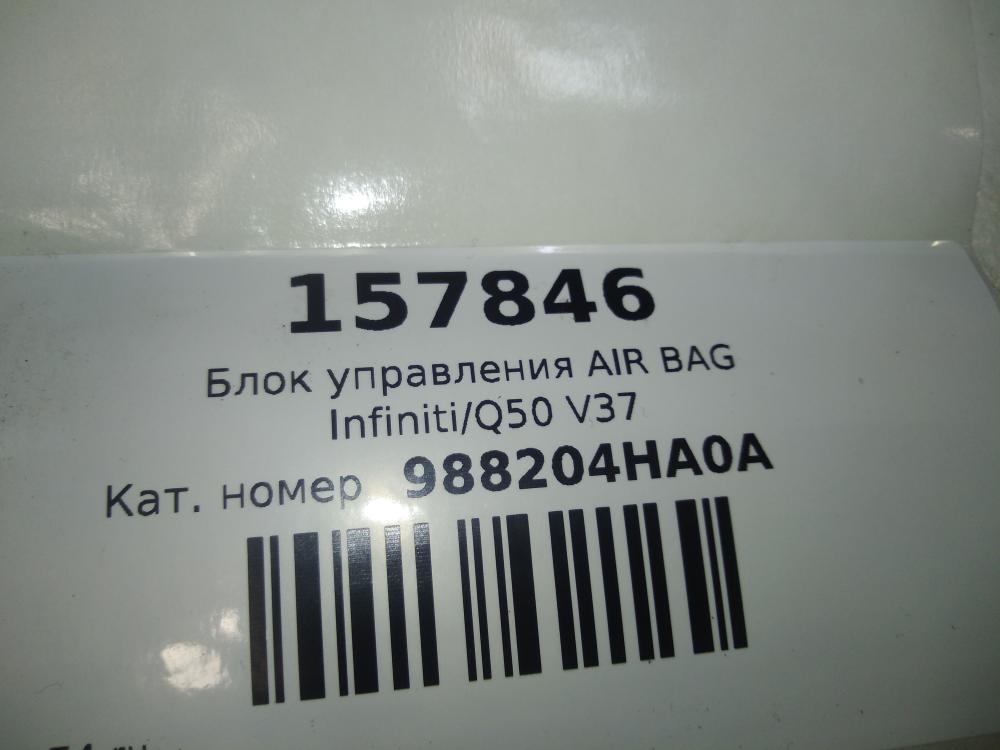 157846
Блок управления AIR BAG
Infiniti/Q50 V37
Кат. номер 988204HA0A